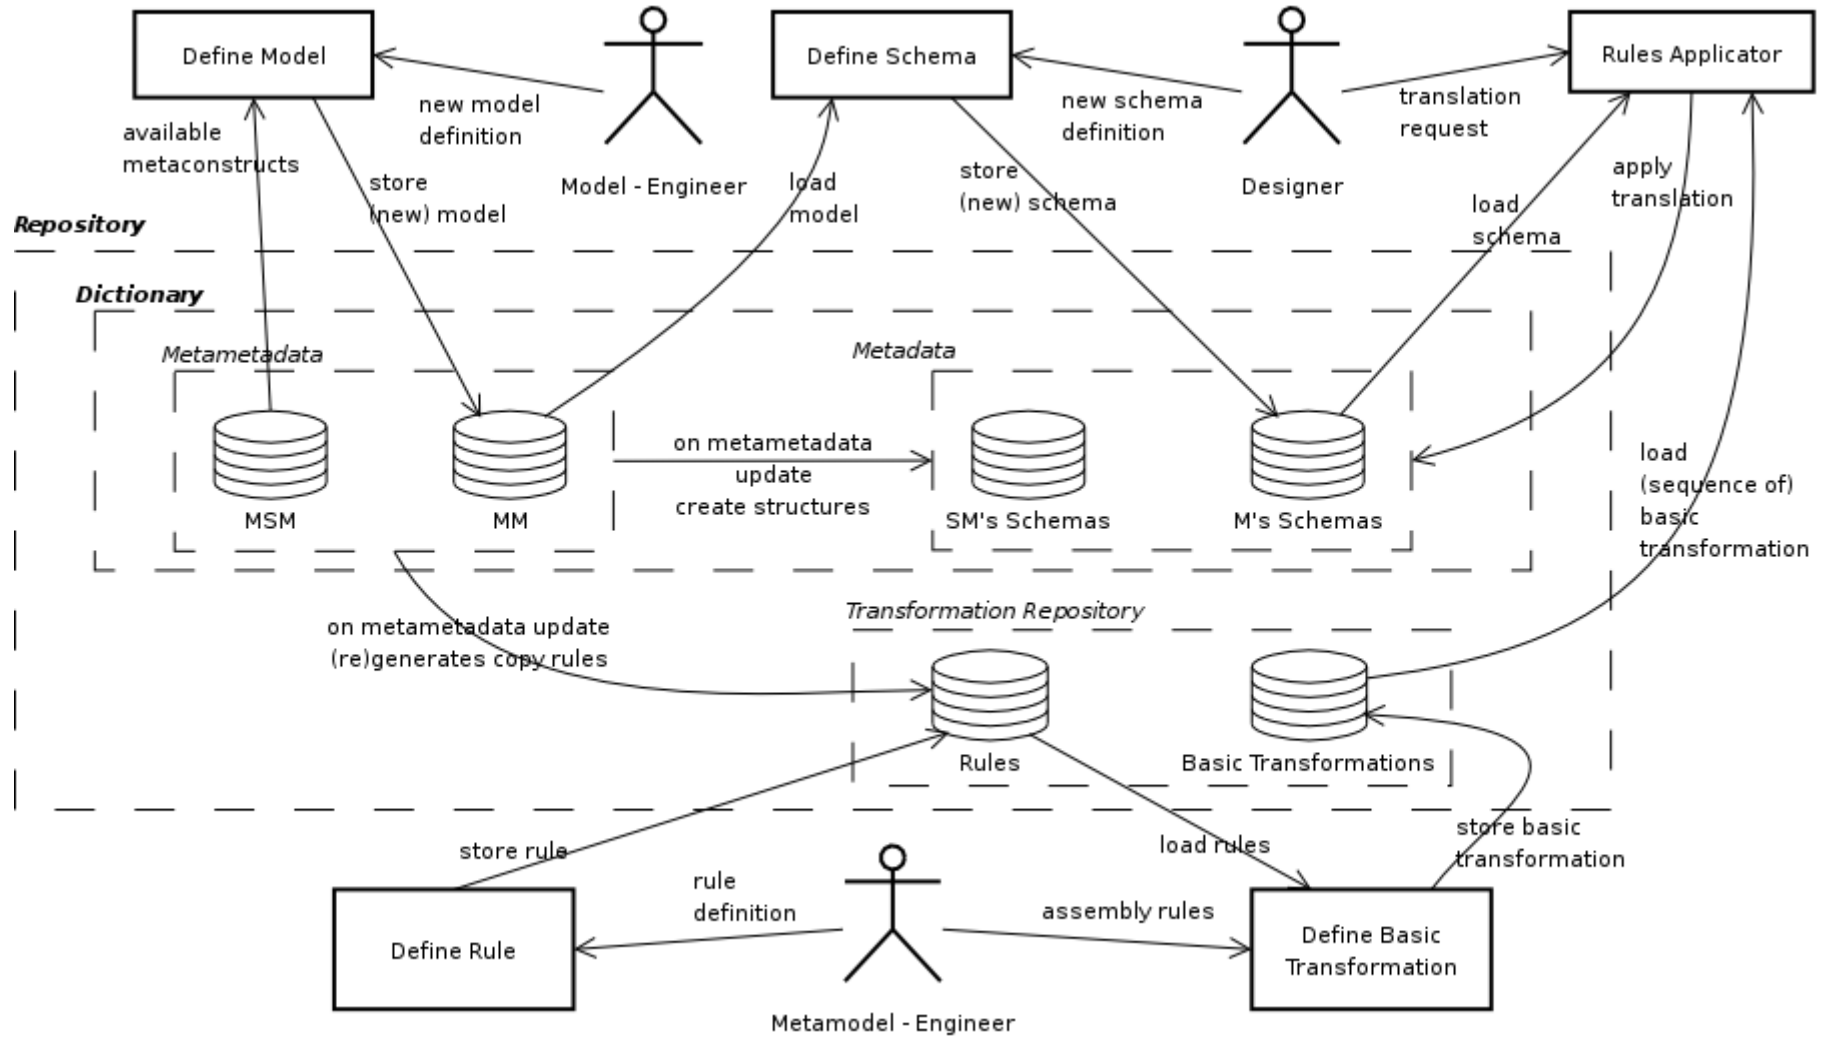 Define Model
Define Schema
Rules Applicator
new model
definition
new schema
definition
translation
request
available
metaconstructs
store
(new) model
Model - Engineer
load
model
store
(new) schema
Designer
load
schema
apply
translation
Repository
Dictionary
Metametadata
Metadata
on metametadata
update
create structures
MSM
MM
SM's Schemas
M's Schemas
load
(sequence of)
basic
transformation
Transformation Repository
on metametadata update
(re)generates copy rules
Rules
Basic Transformations
store rule
load rules
store basic
transformation
rule
definition
assembly rules
Define Rule
Define Basic
Transformation
Metamodel - Engineer